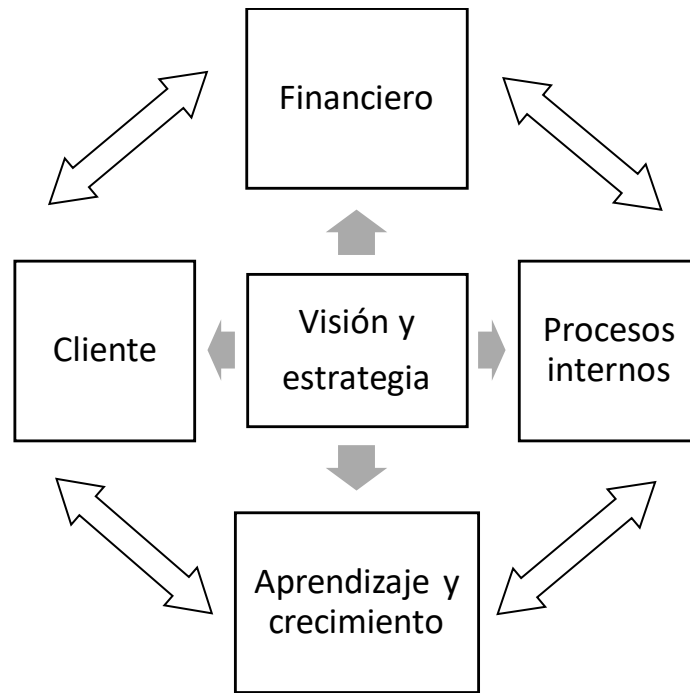 Financiero
Cliente
Visión y
estrategia
Procesos
internos
Aprendizaje y
crecimiento